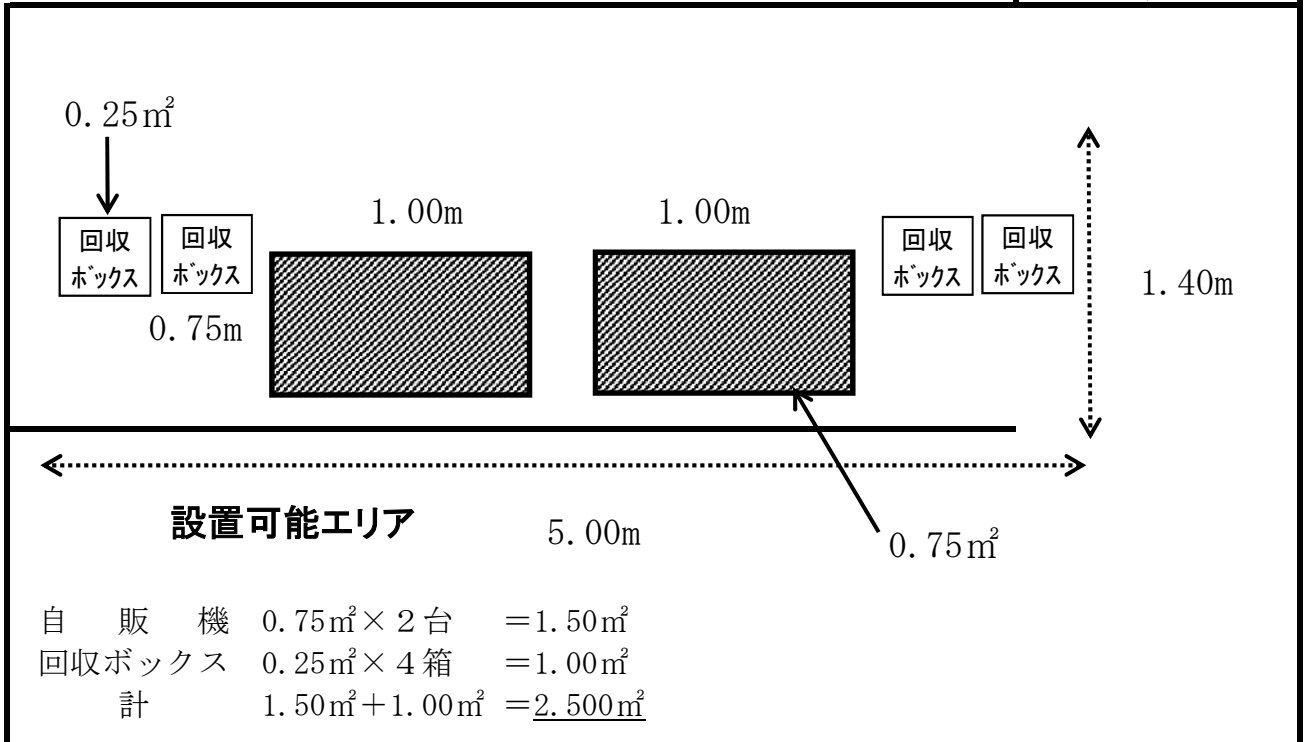 0.25㎡
1.00m
1.00m
回収
ボックス
回収
ボックス
回収
ボックス
回収
ボックス
1.40m
0.75m
設置可能エリア
5.00m
0.75㎡
自 販 機 0.75㎡×2台 =1.50㎡
回収ボックス 0.25㎡×4箱 =1.00㎡
計 1.50㎡+1.00㎡ =2.500㎡